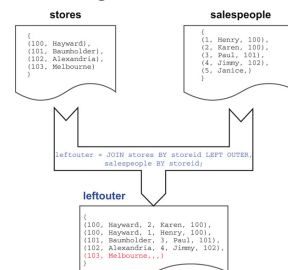 stores
{
(100, Hayward),
(101, Baumholder),
(102, Alexandria),
(103, Melbourne)
}
salespeople
{
(1, Henry, 100),
(2, Karen, 100),
(3, Paul, 101),
(4, Jimmy, 102),
(5, Janice,)
}
leftouter = JOIN stores BY storeid LEFT OUTER,
salespeople BY storeid;
leftouter
{
(100, Hayward, 2, Karen, 100),
(100, Hayward, 1, Henry, 100),
(101, Baumholder, 3, Paul, 101),
(102, Alexandria, 4, Jimmy, 102),
(103, Melbourne,,,)
}